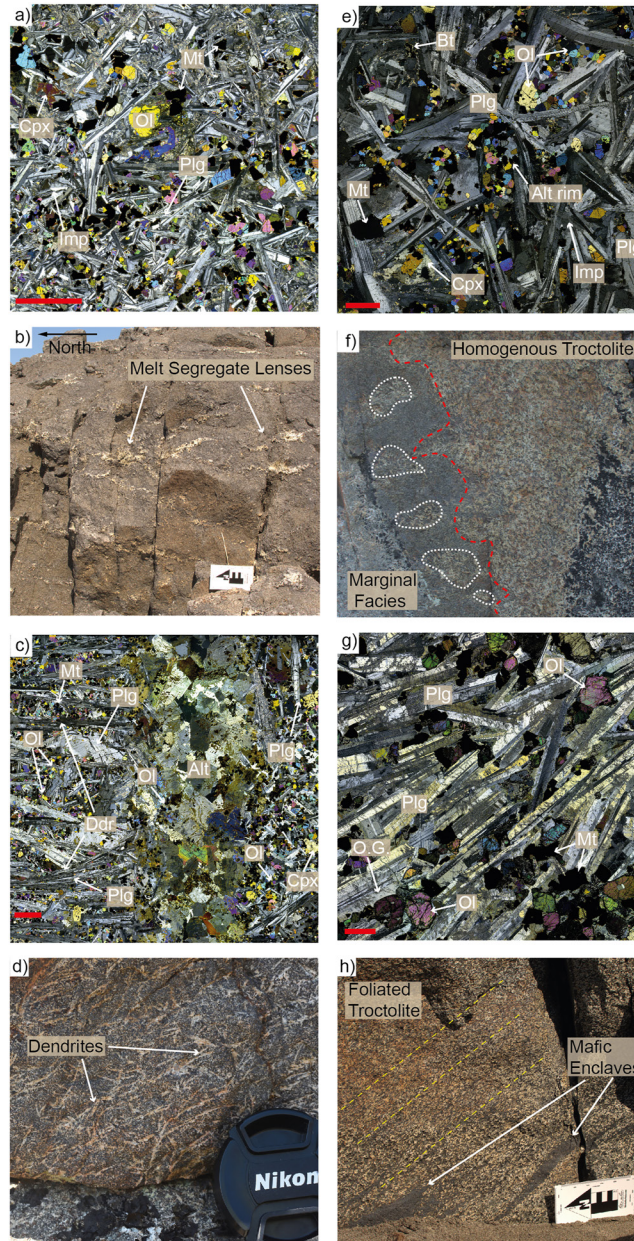 a)
Mt
Cpx
Ol
Plg
Imp
b)
North
Melt Segregate Lenses
c)
Mt
Plg
Ol
Ol
Alt
Plg
Ddr
Ol
Cpx
Plg
d)
Dendrites
Nikon
e)
Bt
Ol
Plg
Mt
Alt rim
Imp
Plg
Cpx
f)
Homogenous Troctolite
Marginal
Facies
g)
Ol
Plg
Plg
O.G
Mt
Ol
h)
Foliated
Troctolite
Mafic
Enclaves